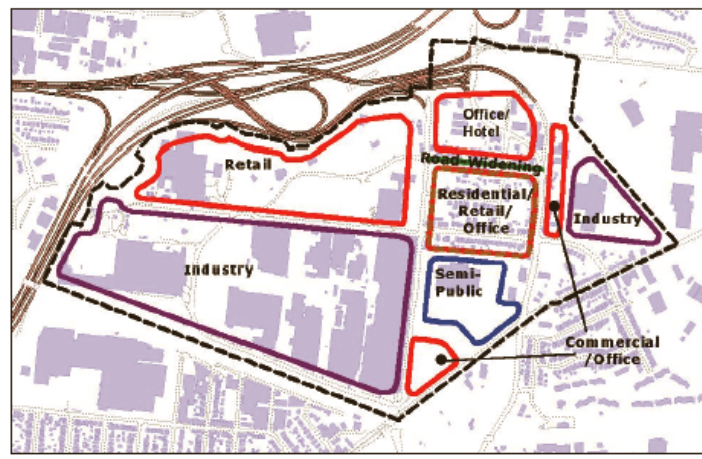 Office/
Hotel
Retail
Road Widening
Residential/
Retail/
Office
Industry
Industry
Semi-
Public
Commercial
/Office